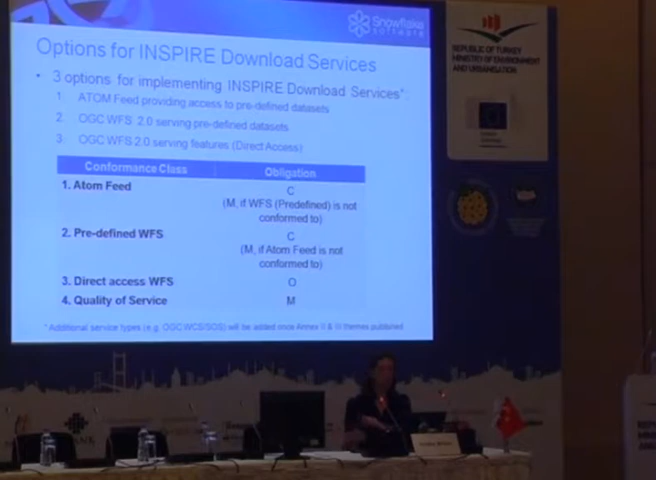 Snowflake
software
Options for INSPIRE Download Services
• 3 options for implementing INSPIRE Download Services*:
1. ATOM Feed providing access to pre-defined datasets
2. OGC WFS 2.0 serving pre-defined datasets
3. OGC WFS 2.0 serving features (Direct Access)
Conformance Class Obligation
1. Atom Feed C
(M, if WFS (Predefined) is not
conformed to)
2. Pre-defined WFS C
(M, if Atom Feed is not
conformed to)
3. Direct access WFS O
4. Quality of Service M
* Additional service types (e.g. OGC WCS/SOS) will be added once Annex II & III themes published
REPUBLIC OF TURKEY
MINISTRY OF ENVIRONMENT
AND URBANISATION